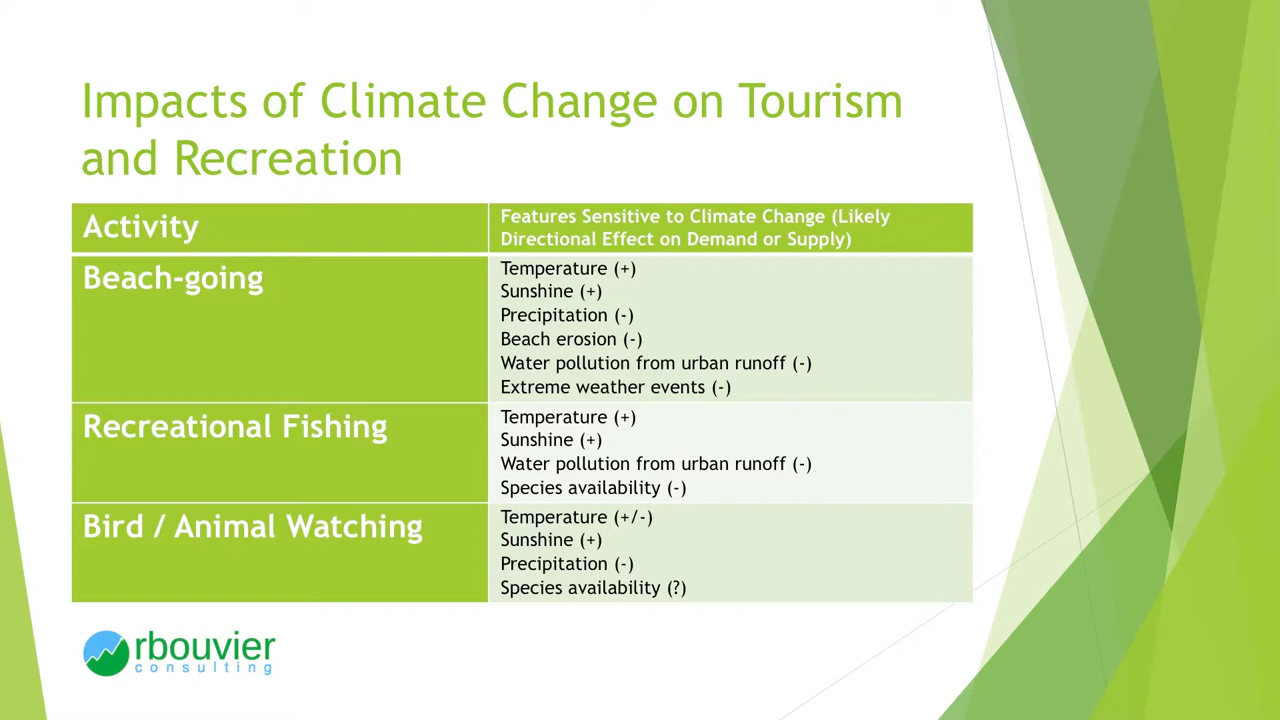 Impacts of Climate Change on Tourism
and Recreation
Activity
Features Sensitive to Climate Change (Likely
Directional Effect on Demand or Supply)
Beach-going
Temperature (+)
Sunshine (+)
Precipitation (-)
Beach erosion (-)
Water pollution from urban runoff (-)
Extreme weather events (-)
Recreational Fishing
Temperature (+)
Sunshine (+)
Water pollution from urban runoff (-)
Species availability (-)
Bird / Animal Watching
Temperature (+/-)
Sunshine (+)
Precipitation (-)
Species availability (?)
rbouvier
consulting